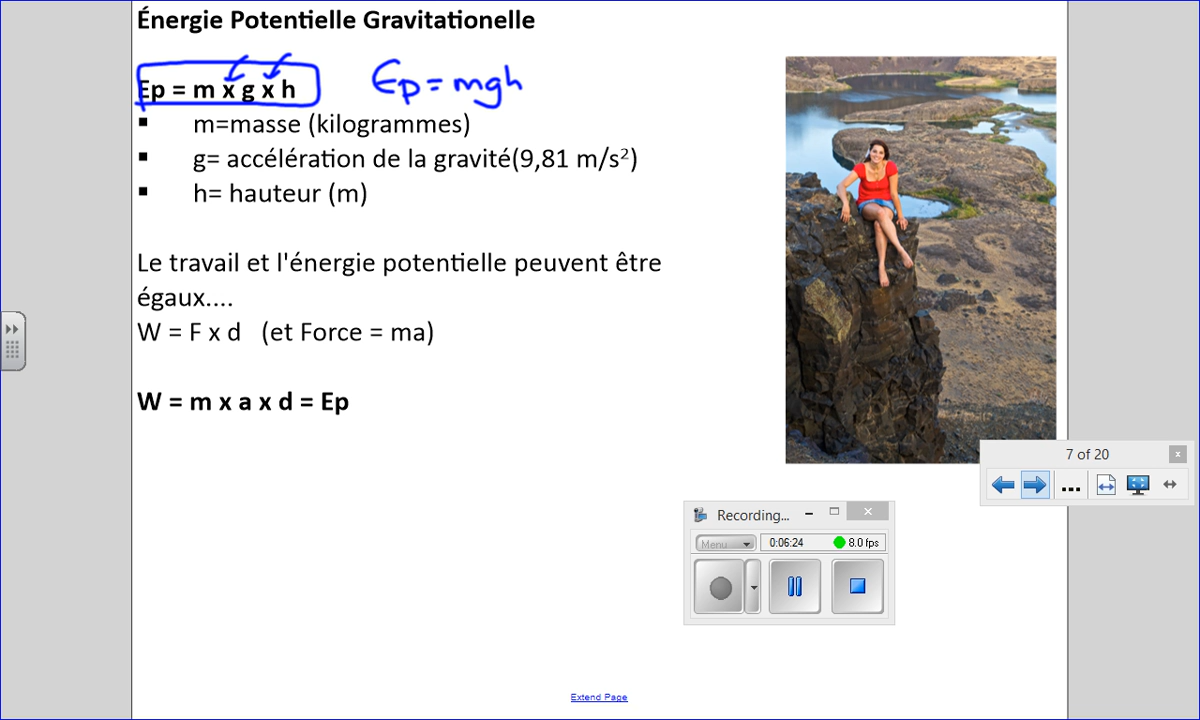 Énergie Potentielle Gravitationelle
Ep = m x g x h
Ep = mgh
▪ m=masse (kilogrammes)
▪ g= accélération de la gravité(9,81 m/s²)
▪ h= hauteur (m)
Le travail et l'énergie potentielle peuvent être
égaux....
W = F x d (et Force = ma)
W = m x a x d = Ep
7 of 20
x
...
Recording...
Menu
0:06:24
8.0 fps
Extend Page